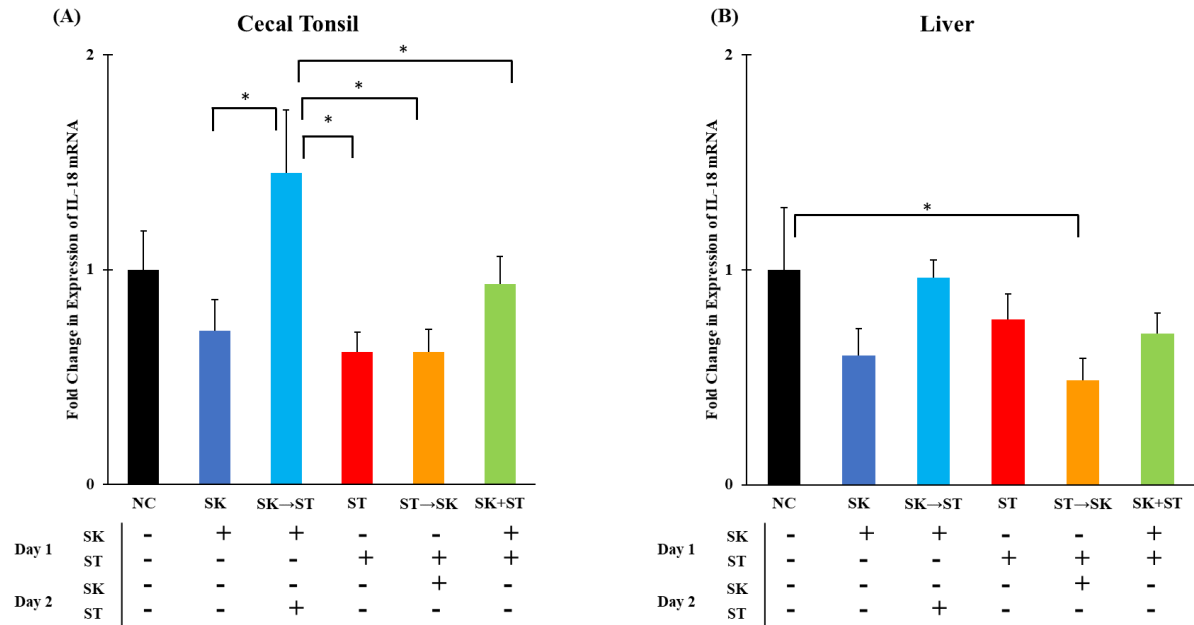 (A)
Cecal Tonsil
Fold Change in Expression of IL-18 mRNA
2
1
0
*
*
*
*
NC SK SK→ST ST ST→SK SK+ST
Day 1 SK - + + - - +
ST - - - + + +
Day 2 SK - - - - + -
ST - - + - - -
(B)
Liver
Fold Change in Expression of IL-18 mRNA
2
1
0
*
NC SK SK→ST ST ST→SK SK+ST
Day 1 SK - + + - - +
ST - - - + + +
Day 2 SK - - - - + -
ST - - + - - -